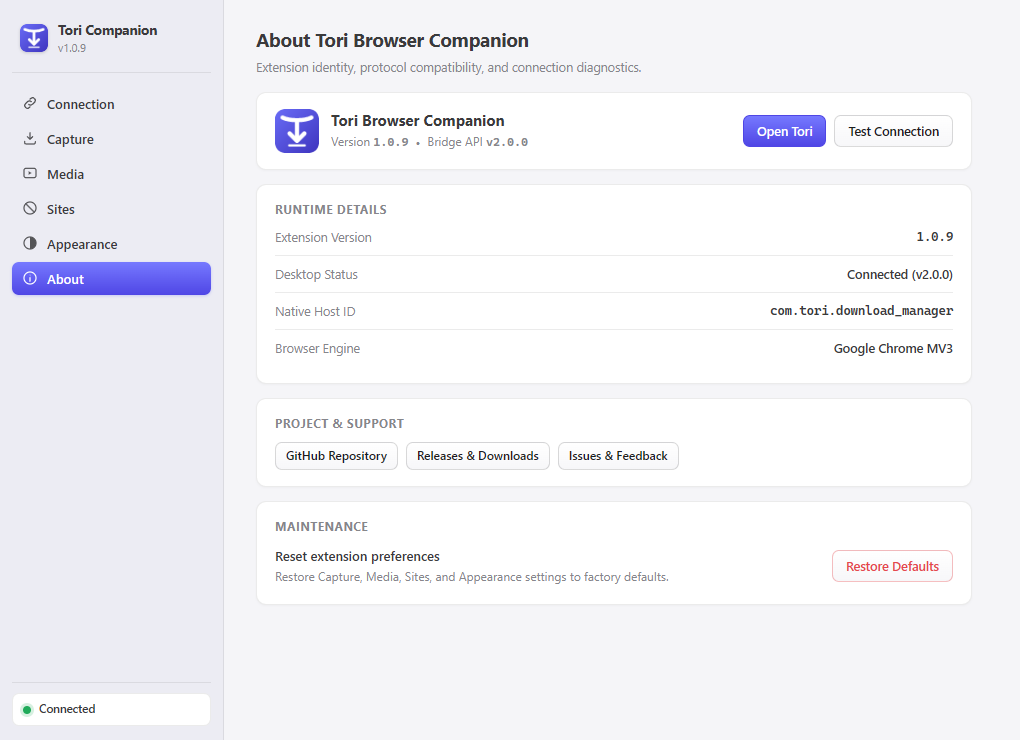 Tori Companion
v1.0.9
Connection
Capture
Media
Sites
Appearance
About
Connected
About Tori Browser Companion
Extension identity, protocol compatibility, and connection diagnostics.
Tori Browser Companion
Version 1.0.9 • Bridge API v2.0.0
Open Tori
Test Connection
RUNTIME DETAILS
Extension Version 1.0.9
Desktop Status Connected (v2.0.0)
Native Host ID com.tori.download_manager
Browser Engine Google Chrome MV3
PROJECT & SUPPORT
GitHub Repository
Releases & Downloads
Issues & Feedback
MAINTENANCE
Reset extension preferences
Restore Capture, Media, Sites, and Appearance settings to factory defaults.
Restore Defaults